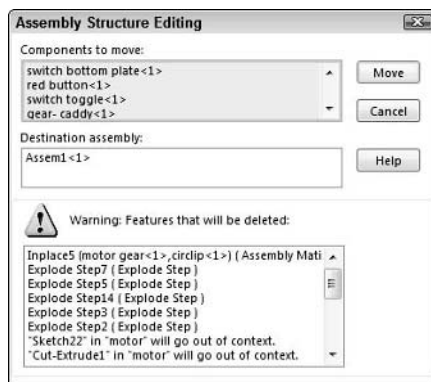 Assembly Structure Editing
Components to move:
switch bottom plate<1>
red button<1>
switch toggle<1>
gear- caddy<1>
Move
Cancel
Destination assembly:
Assem1<1>
Help
Warning: Features that will be deleted:
Inplace5 (motor gear<1>,circlip<1>) ( Assembly Mati
Explode Step7 ( Explode Step )
Explode Step5 ( Explode Step )
Explode Step14 ( Explode Step )
Explode Step3 ( Explode Step )
Explode Step2 ( Explode Step )
"Sketch22" in "motor" will go out of context.
"Cut-Extrude1" in "motor" will go out of context.